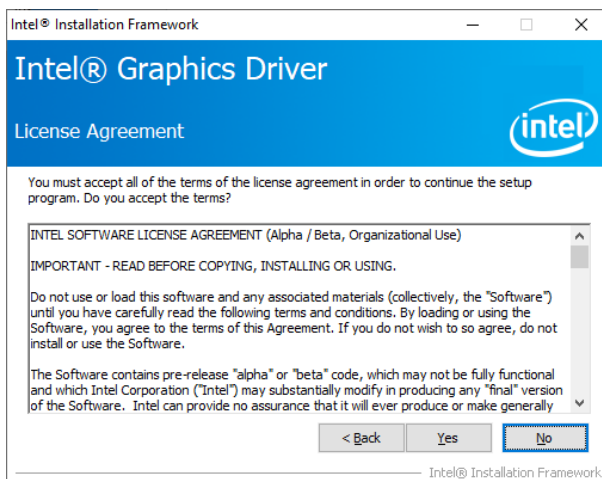 Intel® Installation Framework
Intel® Graphics Driver
License Agreement
intel
You must accept all of the terms of the license agreement in order to continue the setup
program. Do you accept the terms?
INTEL SOFTWARE LICENSE AGREEMENT (Alpha / Beta, Organizational Use)
IMPORTANT - READ BEFORE COPYING, INSTALLING OR USING.
Do not use or load this software and any associated materials (collectively, the "Software")
until you have carefully read the following terms and conditions. By loading or using the
Software, you agree to the terms of this Agreement. If you do not wish to so agree, do not
install or use the Software.
The Software contains pre-release "alpha" or "beta" code, which may not be fully functional
and which Intel Corporation ("Intel") may substantially modify in producing any "final" version
of the Software. Intel can provide no assurance that it will ever produce or make generally
< Back Yes No
Intel® Installation Framework